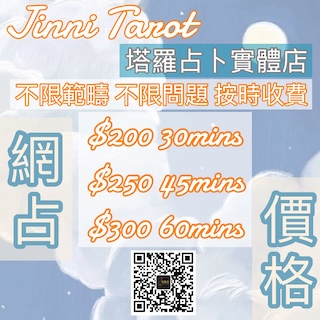 Jinni Tarot
塔羅占卜實體店
不限範疇 不限問題 按時收費
$200 30mins
$250 45mins
$300 60mins
網占
價格